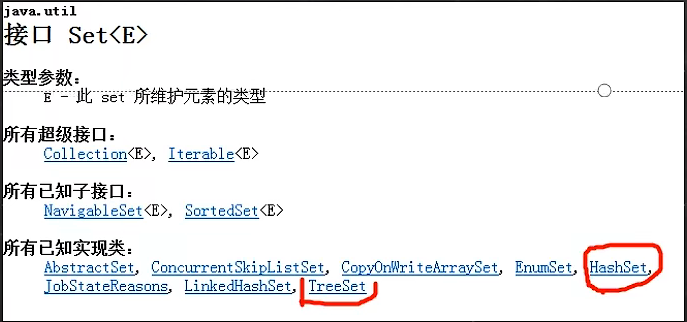 java.util
接口 Set<E>
类型参数：
E - 此 set 所维护元素的类型
所有超级接口：
Collection<E>, Iterable<E>
所有已知子接口：
NavigableSet<E>, SortedSet<E>
所有已知实现类：
AbstractSet, ConcurrentSkipListSet, CopyOnWriteArraySet, EnumSet, HashSet,
JobStateReasons, LinkedHashSet, TreeSet